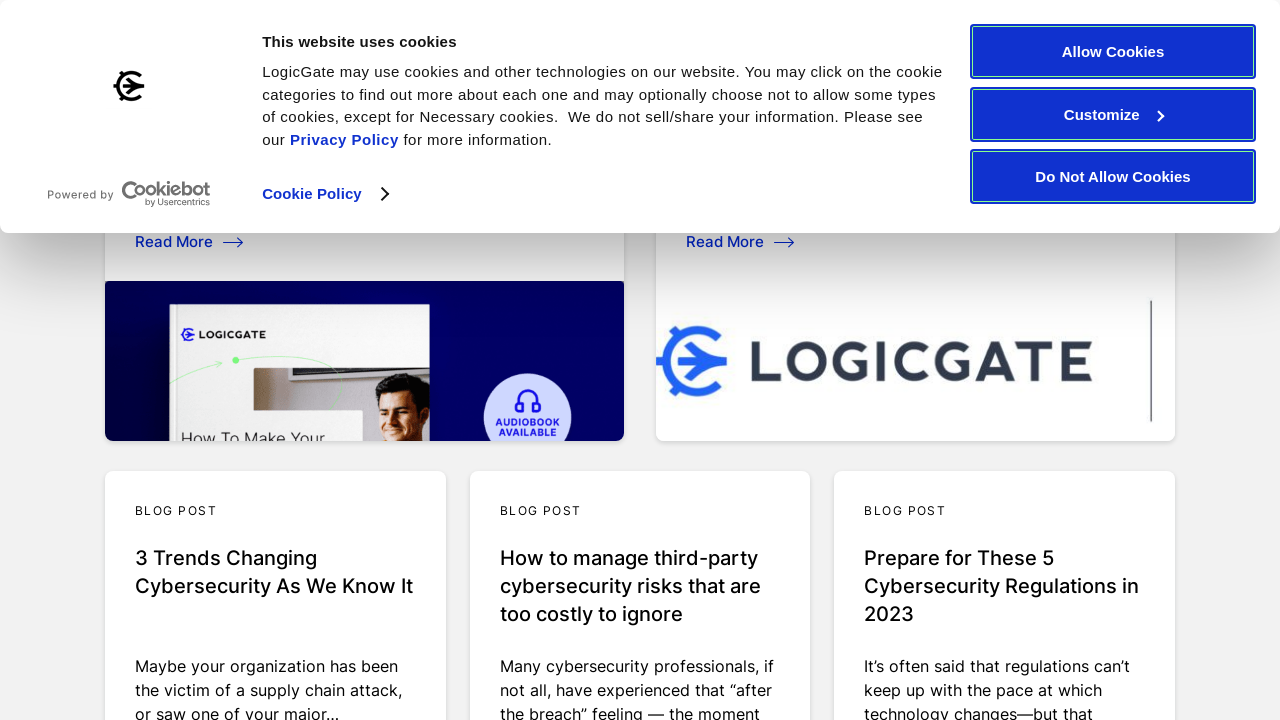 This website uses cookies
LogicGate may use cookies and other technologies on our website. You may click on the cookie
categories to find out more about each one and may optionally choose not to allow some types
of cookies, except for Necessary cookies.  We do not sell/share your information. Please see
our Privacy Policy for more information.
Cookie Policy
Powered by Cookiebot
by Usercentrics
Allow Cookies
Customize
Do Not Allow Cookies
Read More
Read More
LOGICGATE
How To Make Your
AUDIOBOOK
AVAILABLE
LOGICGATE
BLOG POST
3 Trends Changing
Cybersecurity As We Know It
Maybe your organization has been
the victim of a supply chain attack,
or saw one of your major...
BLOG POST
How to manage third-party
cybersecurity risks that are
too costly to ignore
Many cybersecurity professionals, if
not all, have experienced that “after
the breach” feeling — the moment
BLOG POST
Prepare for These 5
Cybersecurity Regulations in
2023
It’s often said that regulations can’t
keep up with the pace at which
technology changes—but that